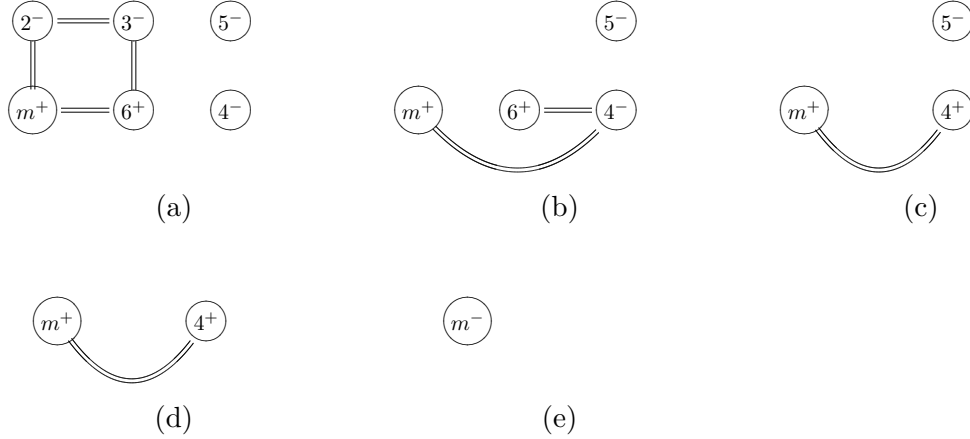 2⁻ 3⁻ 5⁻ 5⁻ 5⁻
m⁺ 6⁺ 4⁻ m⁺ 6⁺ 4⁻ m⁺ 4⁺
(a) (b) (c)
m⁺ 4⁺ m⁻
(d) (e)